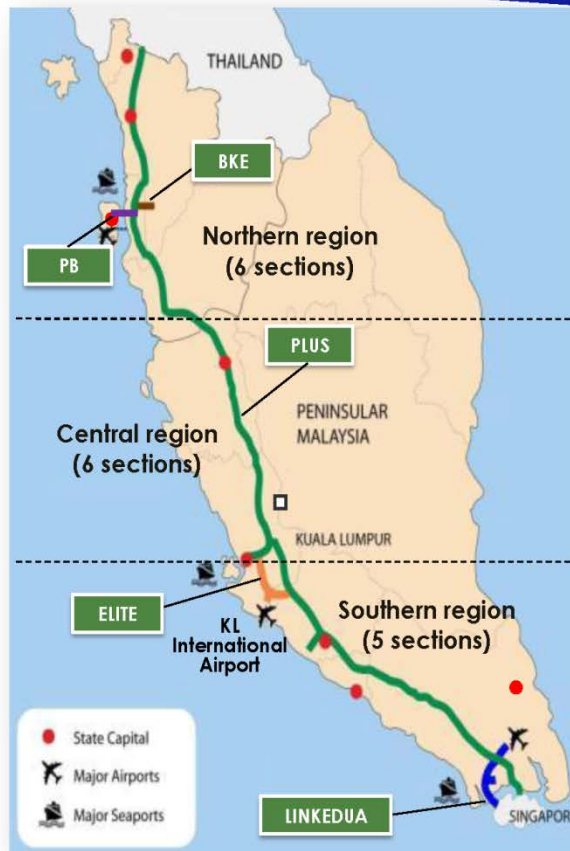 THAILAND
BKE
Northern region
(6 sections)
PB
PLUS
PENINSULAR
MALAYSIA
Central region
(6 sections)
KUALA LUMPUR
ELITE
KL
International
Airport
Southern region
(5 sections)
State Capital
Major Airports
Major Seaports
LINKEDUA
SINGAPOR